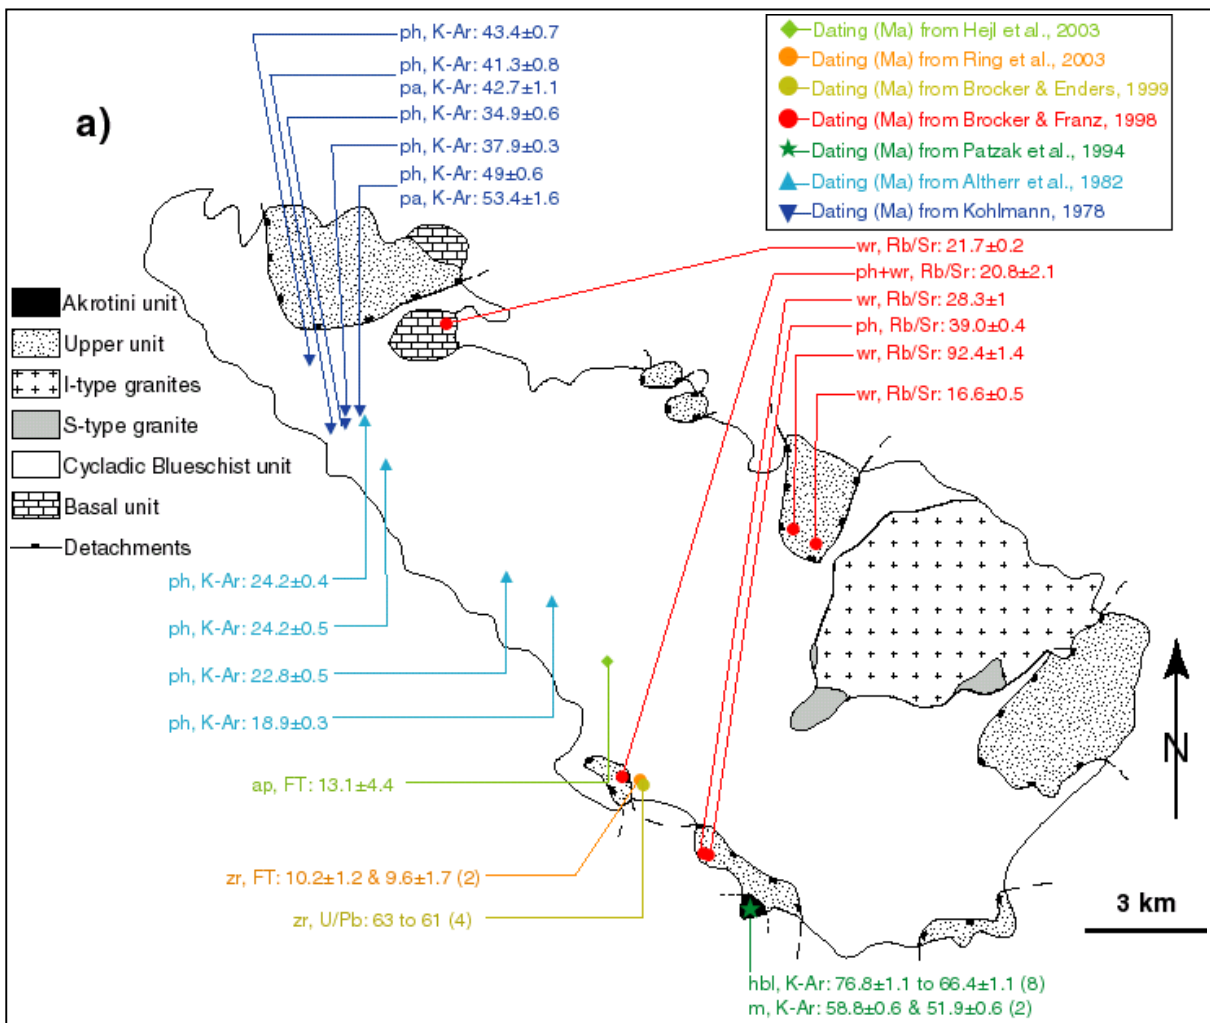 a)
ph, K-Ar: 43.4±0.7
ph, K-Ar: 41.3±0.8
pa, K-Ar: 42.7±1.1
ph, K-Ar: 34.9±0.6
ph, K-Ar: 37.9±0.3
ph, K-Ar: 49±0.6
pa, K-Ar: 53.4±1.6
Dating (Ma) from Hejl et al., 2003
Dating (Ma) from Ring et al., 2003
Dating (Ma) from Brocker & Enders, 1999
Dating (Ma) from Brocker & Franz, 1998
Dating (Ma) from Patzak et al., 1994
Dating (Ma) from Altherr et al., 1982
Dating (Ma) from Kohlmann, 1978
wr, Rb/Sr: 21.7±0.2
ph+wr, Rb/Sr: 20.8±2.1
wr, Rb/Sr: 28.3±1
ph, Rb/Sr: 39.0±0.4
wr, Rb/Sr: 92.4±1.4
wr, Rb/Sr: 16.6±0.5
Akrotini unit
Upper unit
I-type granites
S-type granite
Cycladic Blueschist unit
Basal unit
Detachments
ph, K-Ar: 24.2±0.4
ph, K-Ar: 24.2±0.5
ph, K-Ar: 22.8±0.5
ph, K-Ar: 18.9±0.3
ap, FT: 13.1±4.4
zr, FT: 10.2±1.2 & 9.6±1.7 (2)
zr, U/Pb: 63 to 61 (4)
N
3 km
hbl, K-Ar: 76.8±1.1 to 66.4±1.1 (8)
m, K-Ar: 58.8±0.6 & 51.9±0.6 (2)